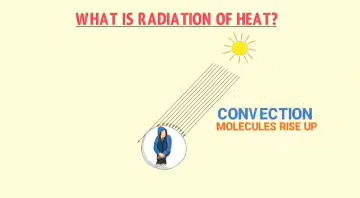 WHAT IS RADIATION OF HEAT?
CONVECTION
MOLECULES RISE UP